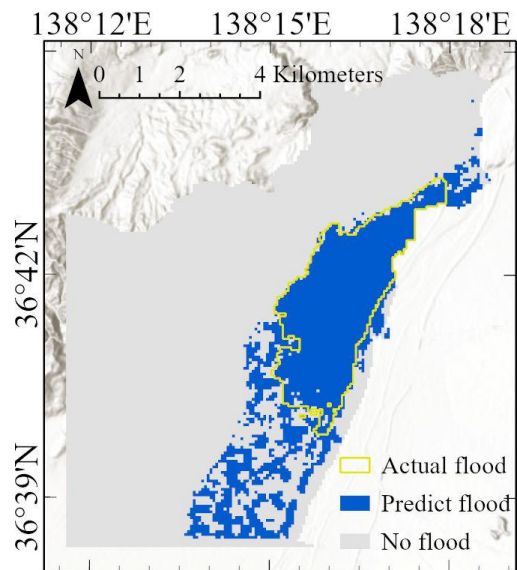 138°12'E 138°15'E 138°18'E
N
0 1 2 4 Kilometers
36°42'N
36°39'N
Actual flood
Predict flood
No flood